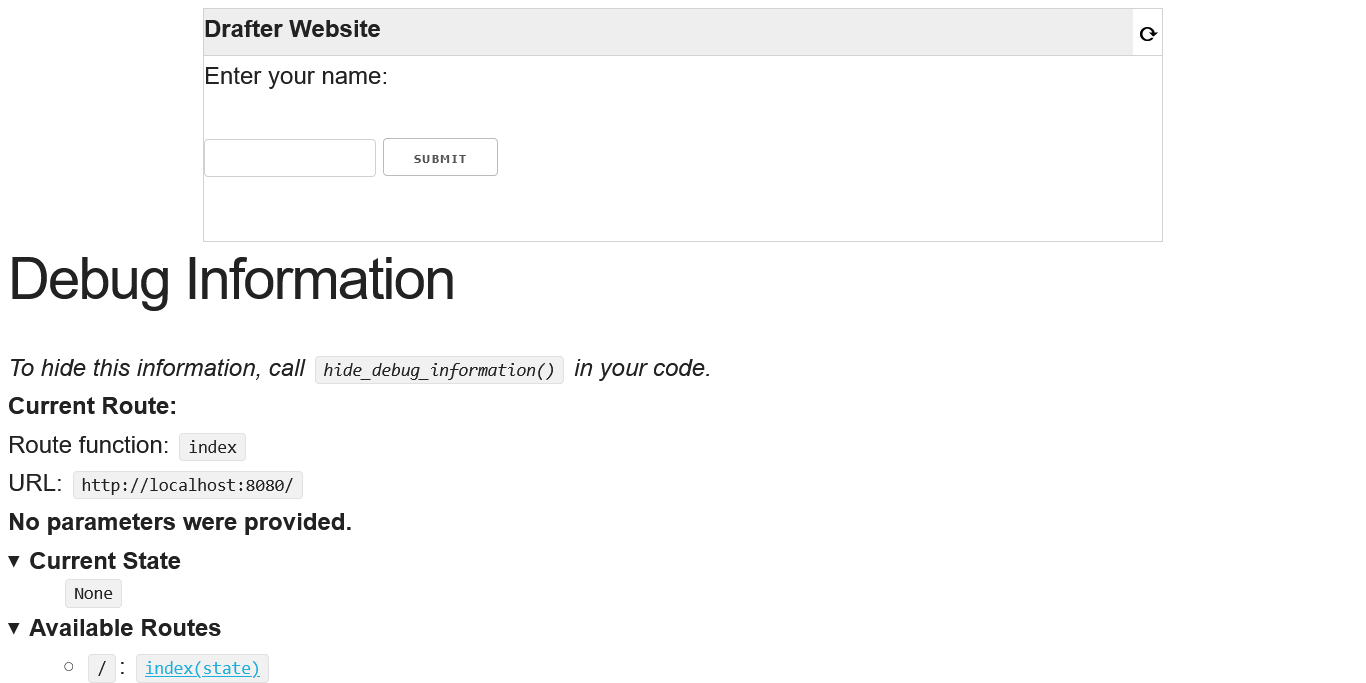 Drafter Website
⟳
Enter your name:
SUBMIT
Debug Information
To hide this information, call hide_debug_information() in your code.
Current Route:
Route function: index
URL: http://localhost:8080/
No parameters were provided.
▼ Current State
None
▼ Available Routes
○ / : index(state)